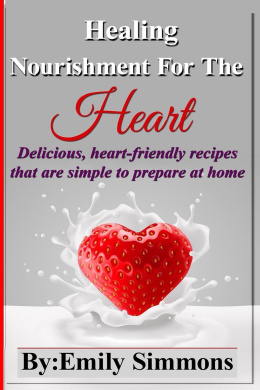 Healing
Nourishment For The
Heart
Delicious, heart-friendly recipes
that are simple to prepare at home
By:Emily Simmons